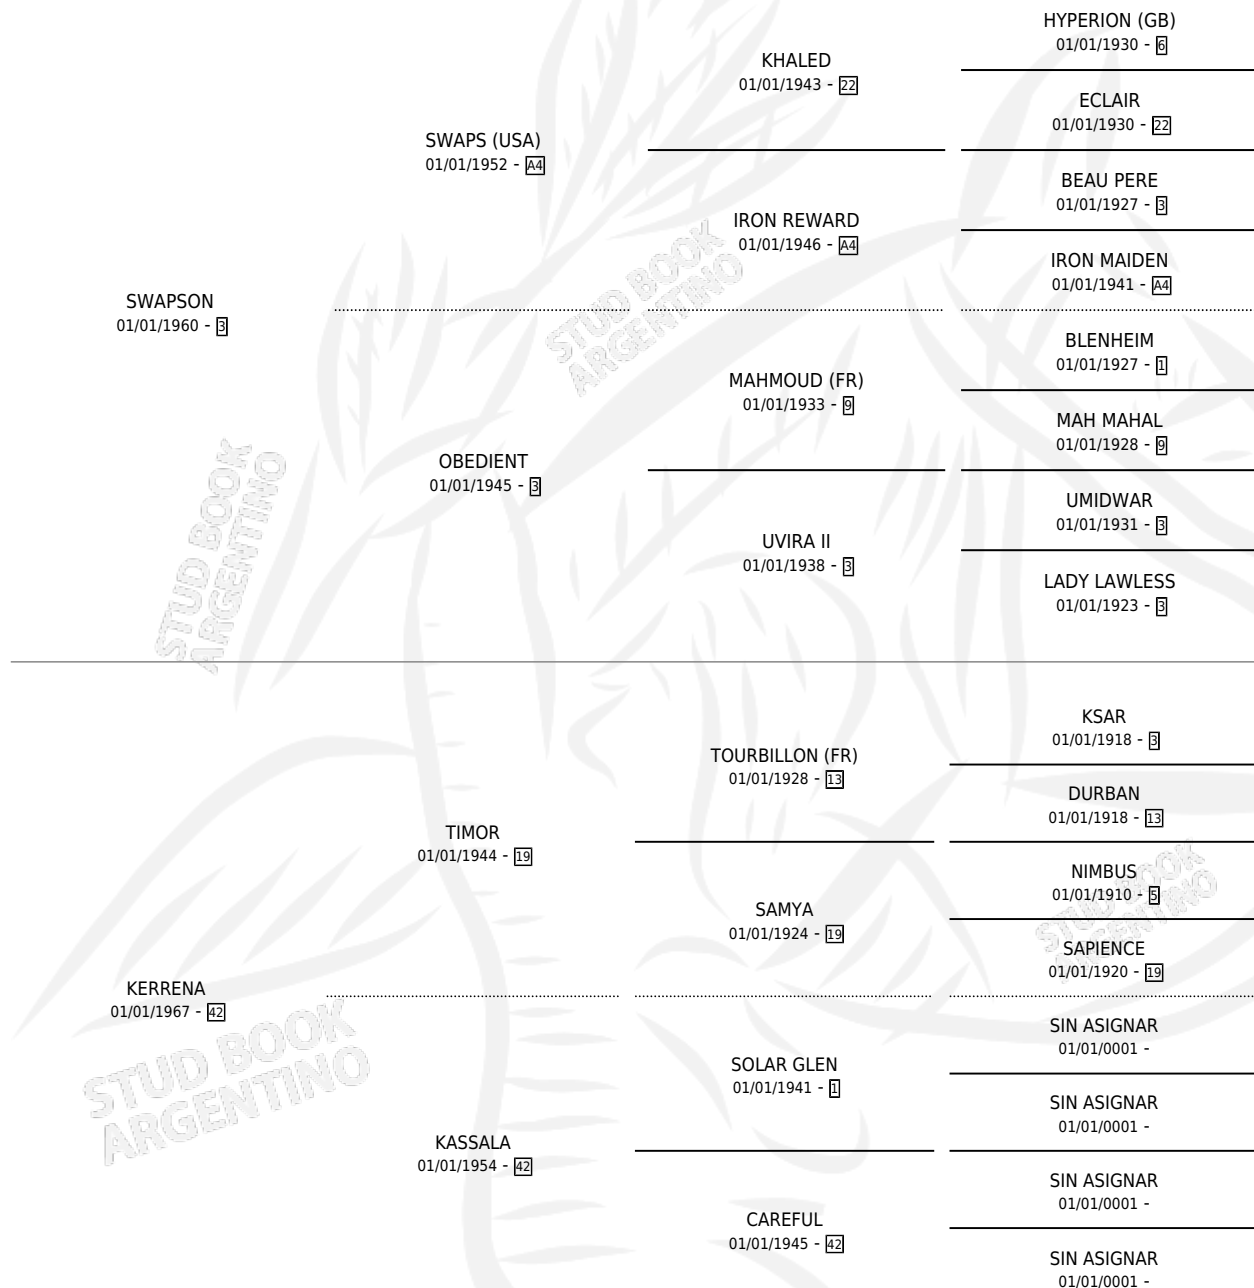 HYPERION (GB)
01/01/1930 - 6
KHALED
01/01/1943 - 22
ECLAIR
01/01/1930 - 22
SWAPS (USA)
01/01/1952 - A4
BEAU PERE
01/01/1927 - 3
IRON REWARD
01/01/1946 - A4
IRON MAIDEN
01/01/1941 - A4
SWAPSON
01/01/1960 - 3
BLENHEIM
01/01/1927 - 1
MAHMOUD (FR)
01/01/1933 - 9
MAH MAHAL
01/01/1928 - 9
OBEDIENT
01/01/1945 - 3
UMIDWAR
01/01/1931 - 3
UVIRA II
01/01/1938 - 3
LADY LAWLESS
01/01/1923 - 3
STUD BOOK
ARGENTINO
STUD BOOK
ARGENTINO
KSAR
01/01/1918 - 3
TOURBILLON (FR)
01/01/1928 - 13
DURBAN
01/01/1918 - 13
TIMOR
01/01/1944 - 19
NIMBUS
01/01/1910 - 5
SAMYA
01/01/1924 - 19
SAPIENCE
01/01/1920 - 19
STUD BOOK
ARGENTINO
KERRENA
01/01/1967 - 42
SIN ASIGNAR
01/01/0001 -
SOLAR GLEN
01/01/1941 - 1
SIN ASIGNAR
01/01/0001 -
KASSALA
01/01/1954 - 42
SIN ASIGNAR
01/01/0001 -
CAREFUL
01/01/1945 - 42
SIN ASIGNAR
01/01/0001 -
STUD BOOK
ARGENTINO